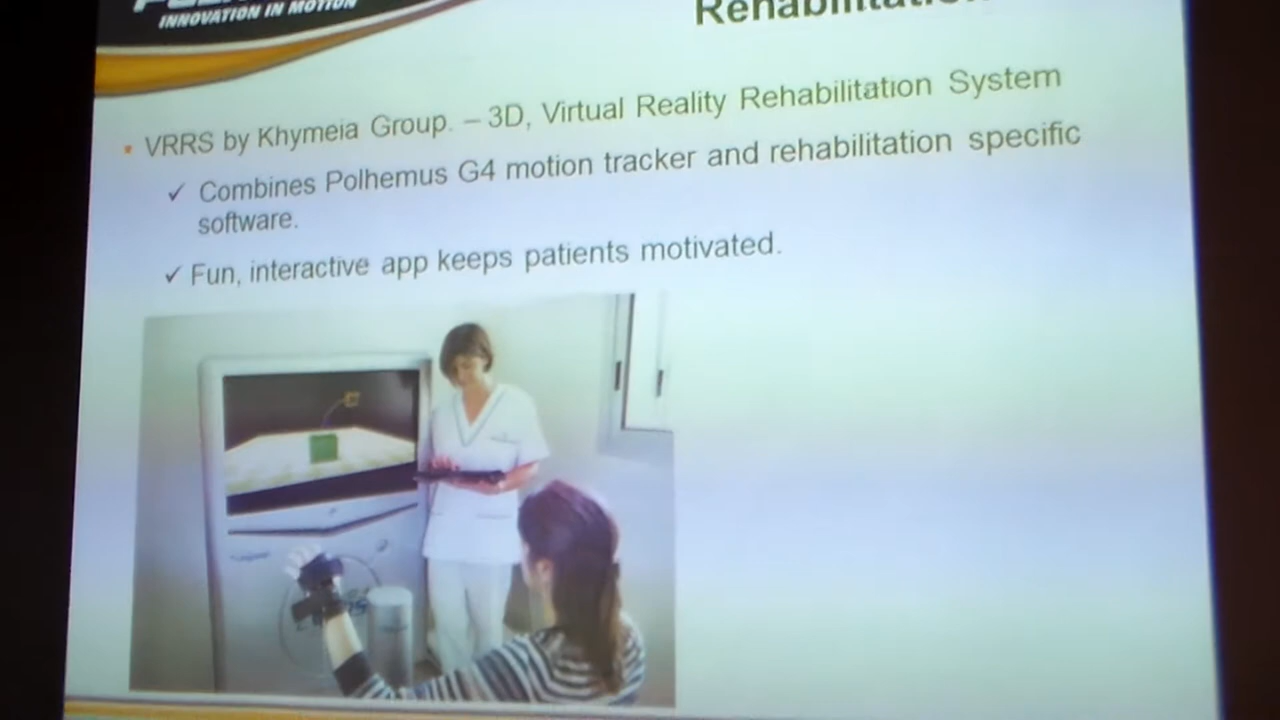 INNOVATION IN MOTION
Rehabilitation
VRRS by Khymeia Group. – 3D, Virtual Reality Rehabilitation System
✓ Combines Polhemus G4 motion tracker and rehabilitation specific
software.
✓ Fun, interactive app keeps patients motivated.